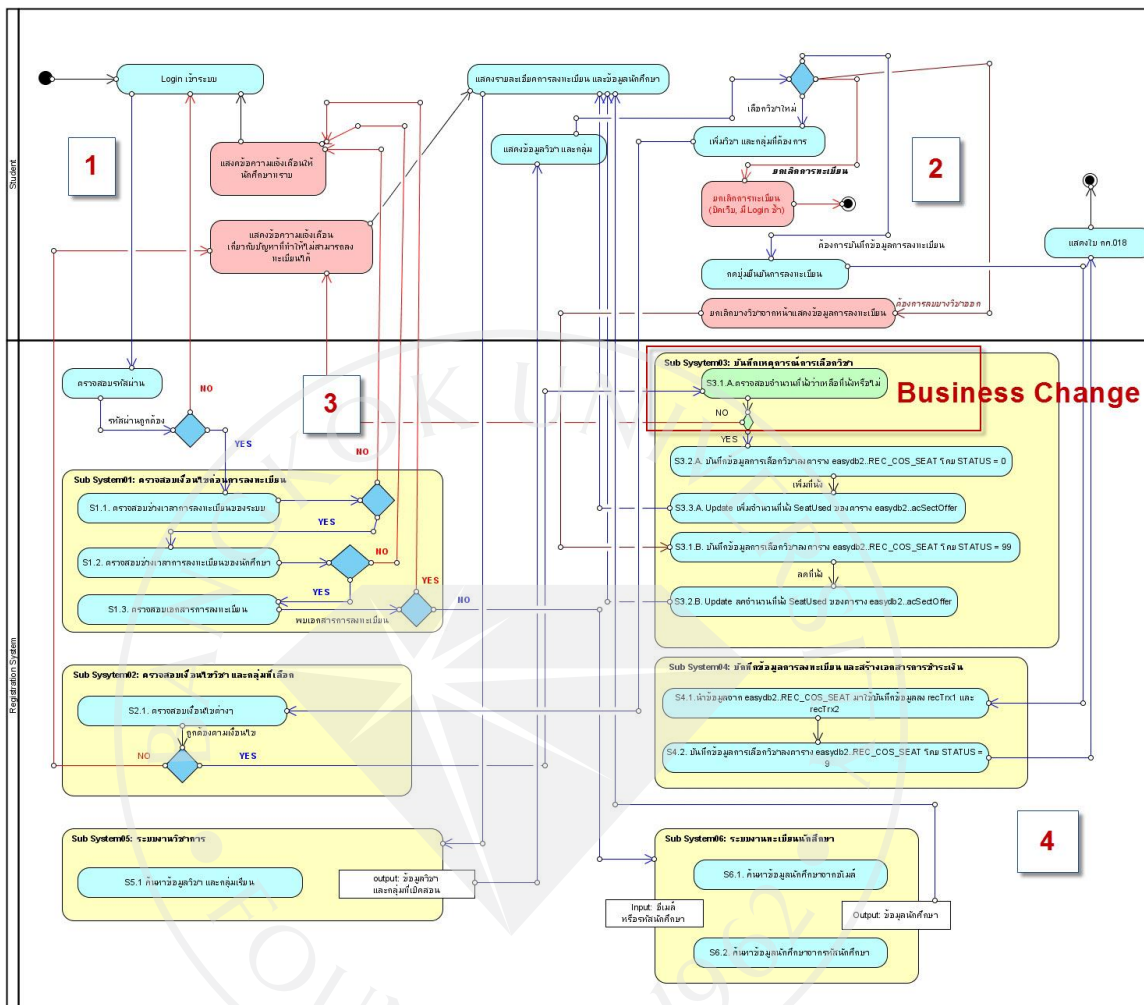 Student
Login เข้าระบบ
แสดงรายละเอียดการลงทะเบียน และข้อมูลนักศึกษา
เลือกวิชาใหม่
1
แสดงข้อความแจ้งเตือนให้
นักศึกษาทราบ
แสดงข้อมูลวิชา และกลุ่ม
เพิ่มวิชา และกลุ่มที่ต้องการ
2
ยกเลิกการทะเบียน
ยกเลิกการทะเบียน
(ปิดเว็บ, มี Login ซ้ำ)
แสดงข้อความแจ้งเตือน
เกี่ยวกับปัญหาที่ทำให้ไม่สามารถลง
ทะเบียนได้
ต้องการบันทึกข้อมูลการลงทะเบียน
แสดงใบ กค.018
กดปุ่มยืนยันการลงทะเบียน
ต้องการลบบางวิชาออก
ยกเลิกบางวิชาจากหน้าแสดงข้อมูลการลงทะเบียน
Registration System
ตรวจสอบรหัสผ่าน
NO
รหัสผ่านถูกต้อง
YES
3
NO
Sub Sysytem03: บันทึกเหตุการณ์การเลือกวิชา
S3.1.A.ตรวจสอบจำนวนที่นั่งว่าเหลือที่นั่งหรือไม่
Business Change
NO
YES
S3.2.A. บันทึกข้อมูลการเลือกวิชาลงตาราง easydb2..REC_COS_SEAT โดย STATUS = 0
เพิ่มที่นั่ง
S3.3.A. Update เพิ่มจำนวนที่นั่ง SeatUsed ของตาราง easydb2..acSectOffer
S3.1.B. บันทึกข้อมูลการเลือกวิชาลงตาราง easydb2..REC_COS_SEAT โดย STATUS = 99
ลดที่นั่ง
S3.2.B. Update ลดจำนวนที่นั่ง SeatUsed ของตาราง easydb2..acSectOffer
Sub System01: ตรวจสอบเงื่อนไขก่อนการลงทะเบียน
S1.1. ตรวจสอบช่วงเวลาการลงทะเบียนของระบบ
YES
S1.2. ตรวจสอบช่วงเวลาการลงทะเบียนของนักศึกษา
NO
YES
YES
S1.3. ตรวจสอบเอกสารการลงทะเบียน
พบเอกสารการลงทะเบียน
NO
Sub Sysytem02: ตรวจสอบเงื่อนไขวิชา และกลุ่มที่เลือก
S2.1. ตรวจสอบเงื่อนไขต่างๆ
ถูกต้องตามเงื่อนไข
NO
YES
Sub System04: บันทึกข้อมูลการลงทะเบียน และสร้างเอกสารการชำระเงิน
S4.1.นำข้อมูลจาก easydb2..REC_COS_SEAT มาใช้บันทึกข้อมูลลง recTrx1 และ
recTrx2
S4.2. บันทึกข้อมูลการเลือกวิชาลงตาราง easydb2..REC_COS_SEAT โดย STATUS =
9
Sub System05: ระบบงานวิชาการ
S5.1 ค้นหาข้อมูลวิชา และกลุ่มเรียน
output: ข้อมูลวิชา
และกลุ่มที่เปิดสอน
Sub System06: ระบบงานทะเบียนนักศึกษา
S6.1. ค้นหาข้อมูลนักศึกษาจากอีเมล์
Input: อีเมล์
หรือรหัสนักศึกษา
Output: ข้อมูลนักศึกษา
S6.2. ค้นหาข้อมูลนักศึกษาจากรหัสนักศึกษา
4
BANGKOK UNIVERSITY